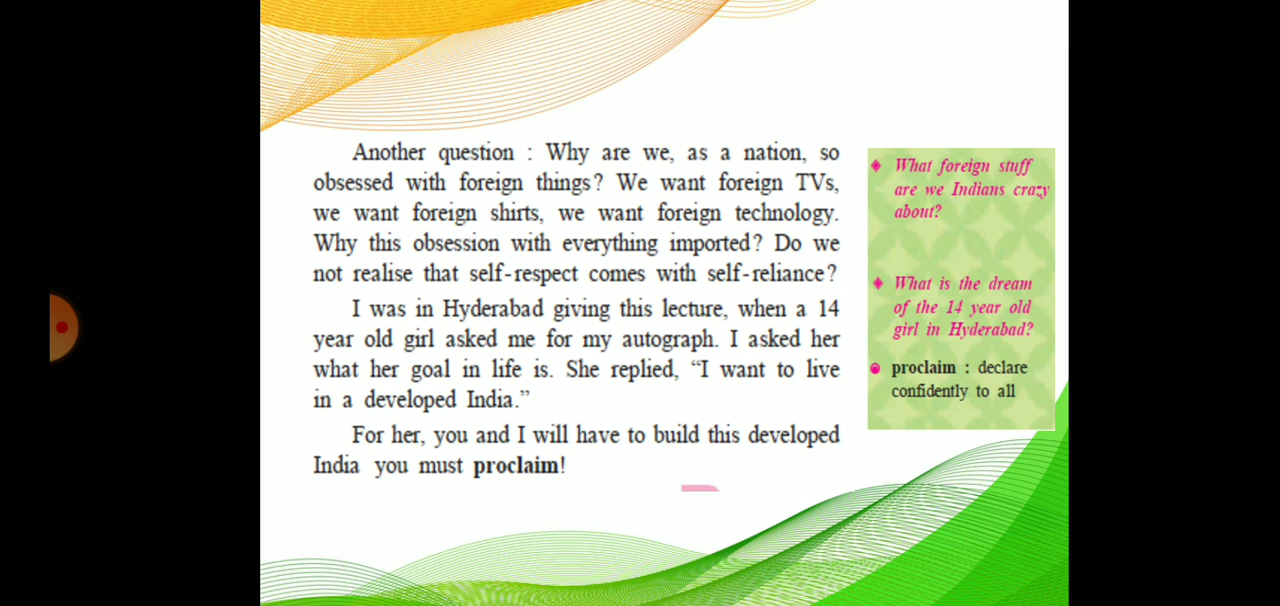 Another question : Why are we, as a nation, so
obsessed with foreign things? We want foreign TVs,
we want foreign shirts, we want foreign technology.
Why this obsession with everything imported? Do we
not realise that self-respect comes with self-reliance?
I was in Hyderabad giving this lecture, when a 14
year old girl asked me for my autograph. I asked her
what her goal in life is. She replied, “I want to live
in a developed India.”
For her, you and I will have to build this developed
India you must proclaim!
What foreign stuff
are we Indians crazy
about?
What is the dream
of the 14 year old
girl in Hyderabad?
proclaim : declare
confidently to all